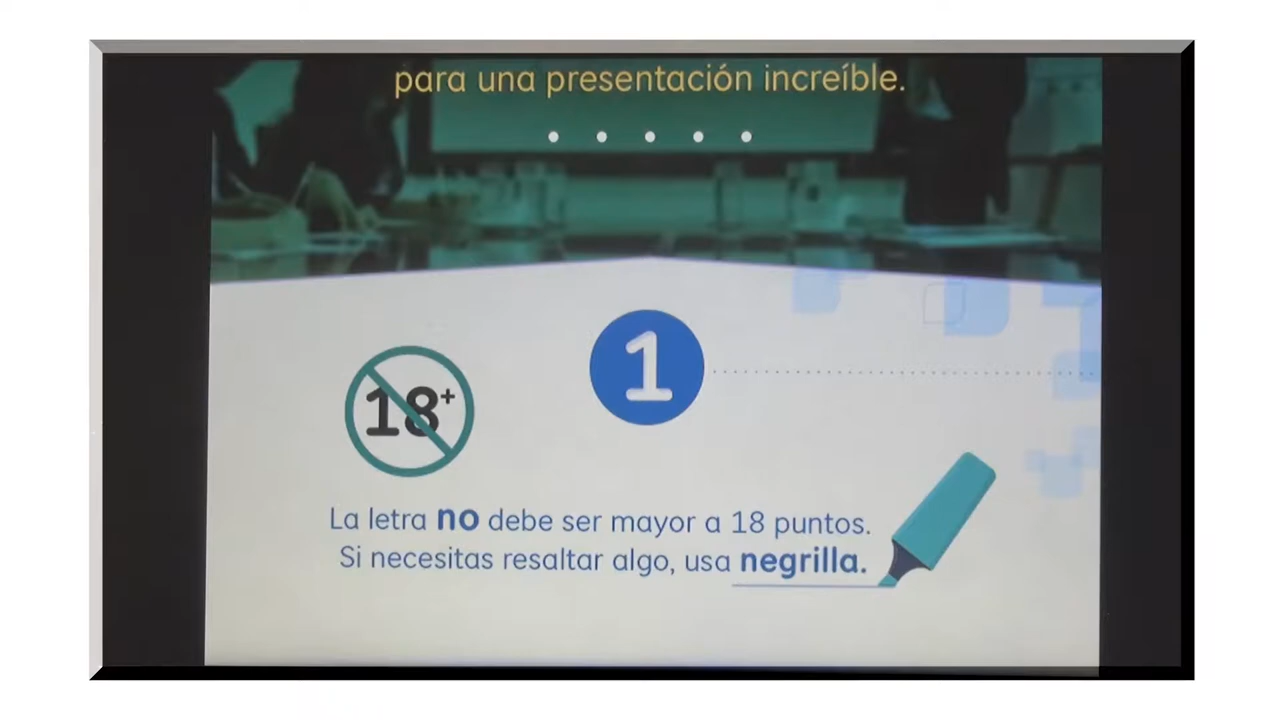 para una presentación increíble.
1
18+
La letra no debe ser mayor a 18 puntos.
Si necesitas resaltar algo, usa negrilla.